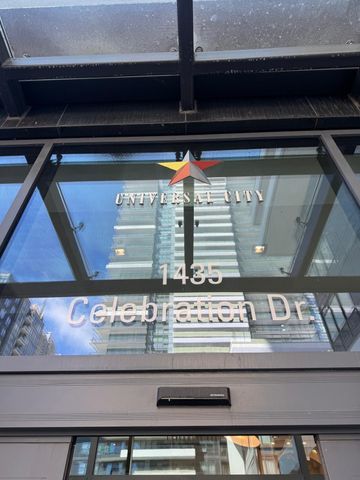 UNIVERSAL CITY
1435
Celebration Dr.